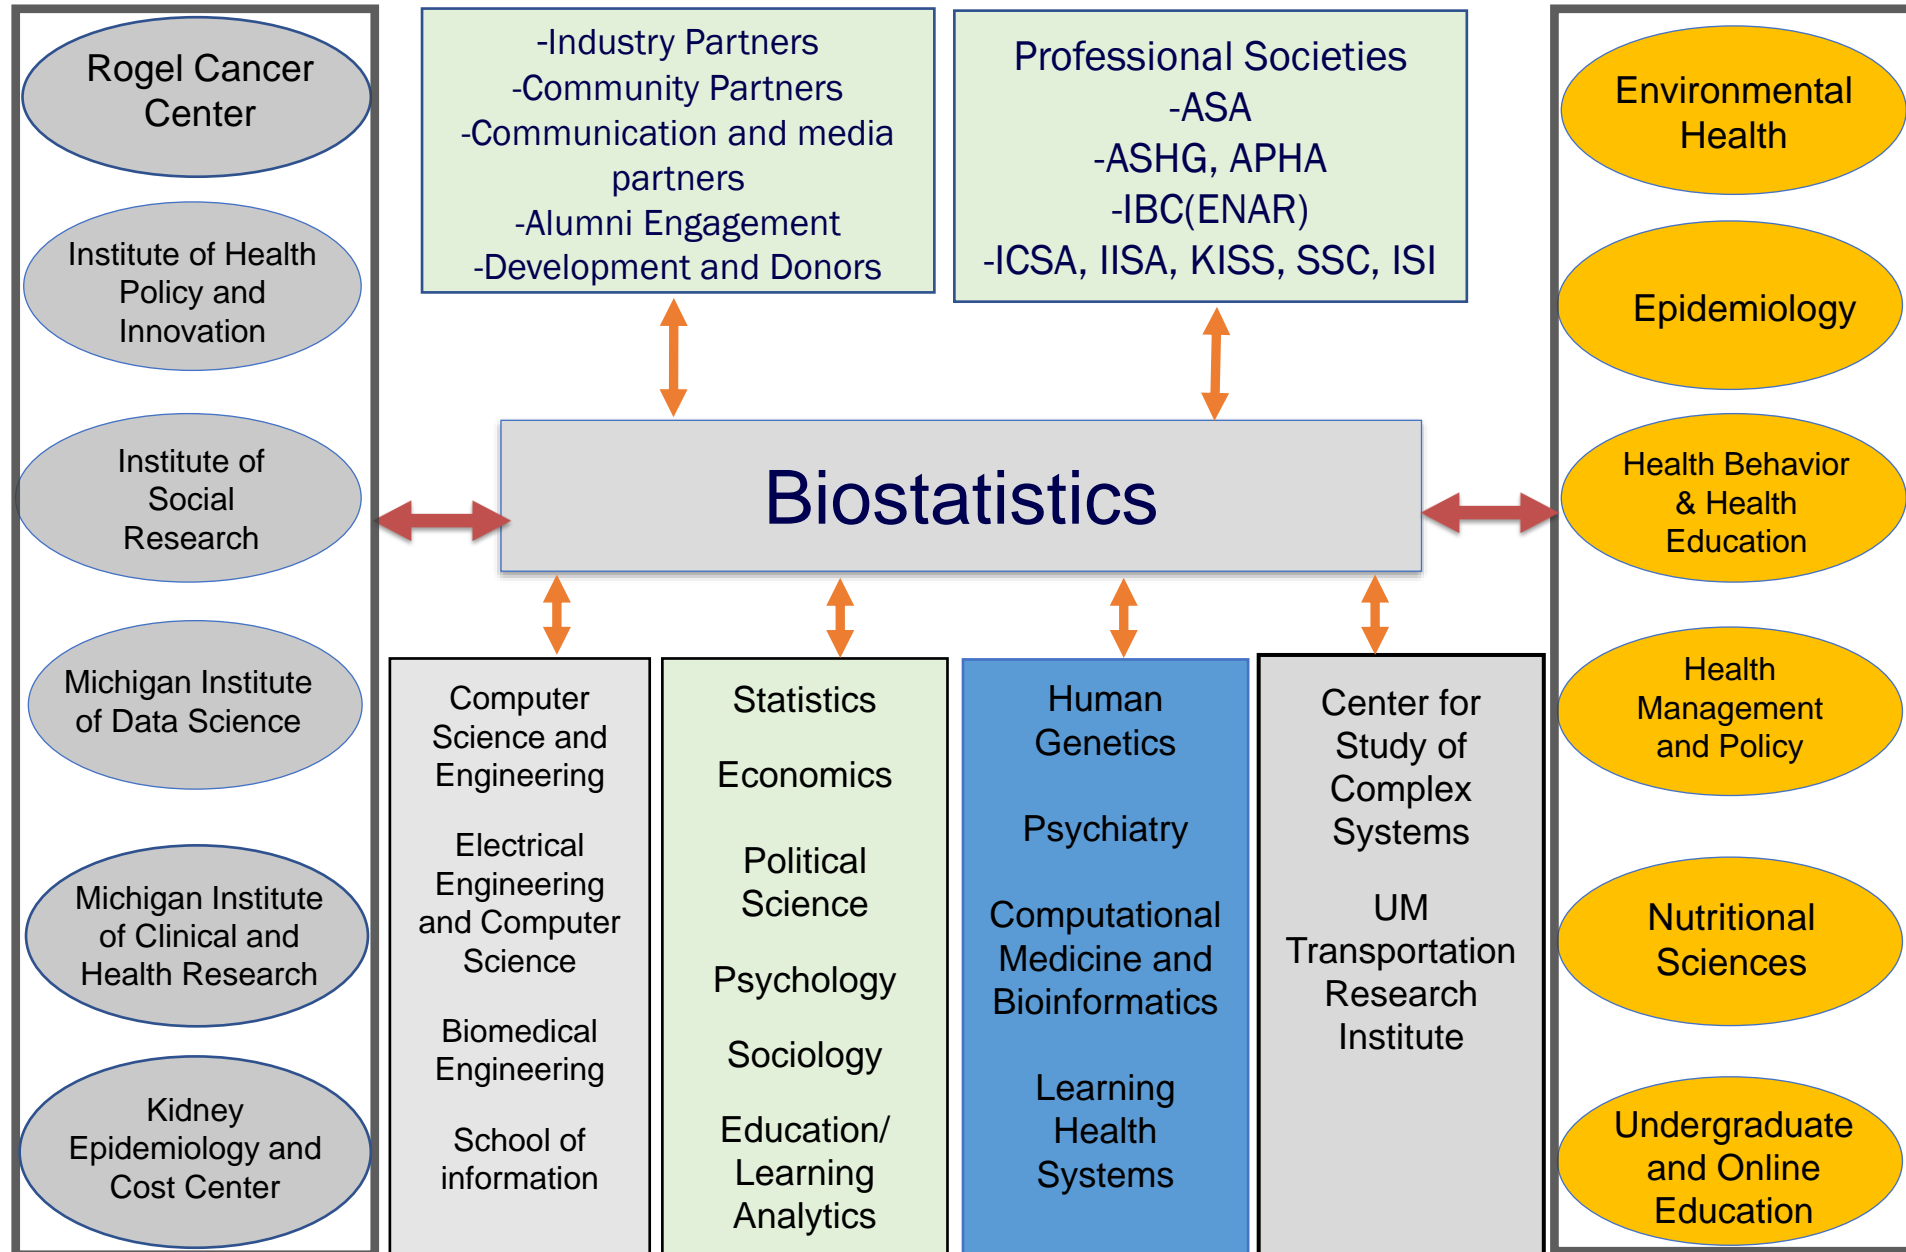 Rogel Cancer
Center
Institute of Health
Policy and
Innovation
Institute of
Social
Research
Michigan Institute
of Data Science
Michigan Institute
of Clinical and
Health Research
Kidney
Epidemiology and
Cost Center
-Industry Partners
-Community Partners
-Communication and media
partners
-Alumni Engagement
-Development and Donors
Professional Societies
-ASA
-ASHG, APHA
-IBC(ENAR)
-ICSA, IISA, KISS, SSC, ISI
Biostatistics
Computer
Science and
Engineering
Electrical
Engineering
and Computer
Science
Biomedical
Engineering
School of
information
Statistics
Economics
Political
Science
Psychology
Sociology
Education/
Learning
Analytics
Human
Genetics
Psychiatry
Computational
Medicine and
Bioinformatics
Learning
Health
Systems
Center for
Study of
Complex
Systems
UM
Transportation
Research
Institute
Environmental
Health
Epidemiology
Health Behavior
& Health
Education
Health
Management
and Policy
Nutritional
Sciences
Undergraduate
and Online
Education